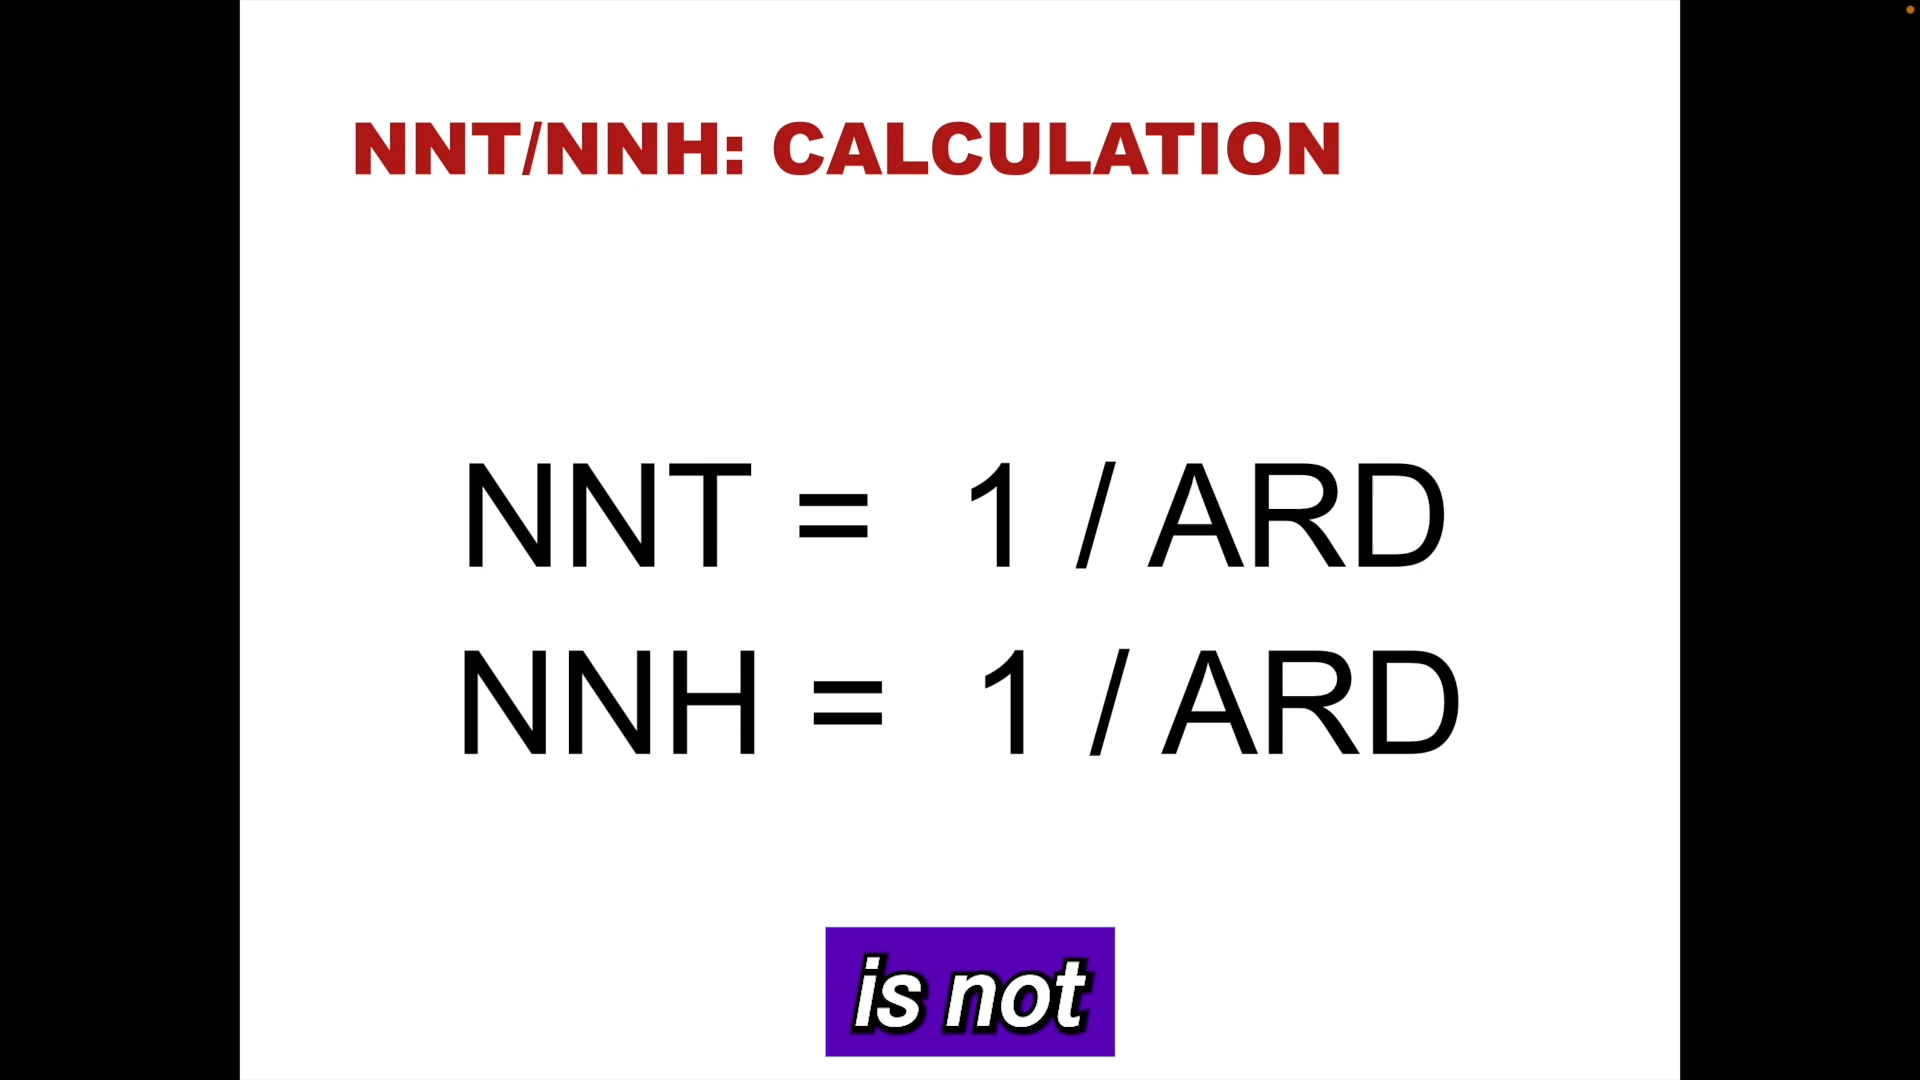 NNT/NNH: CALCULATION
NNT = 1 / ARD
NNH = 1 / ARD
is not